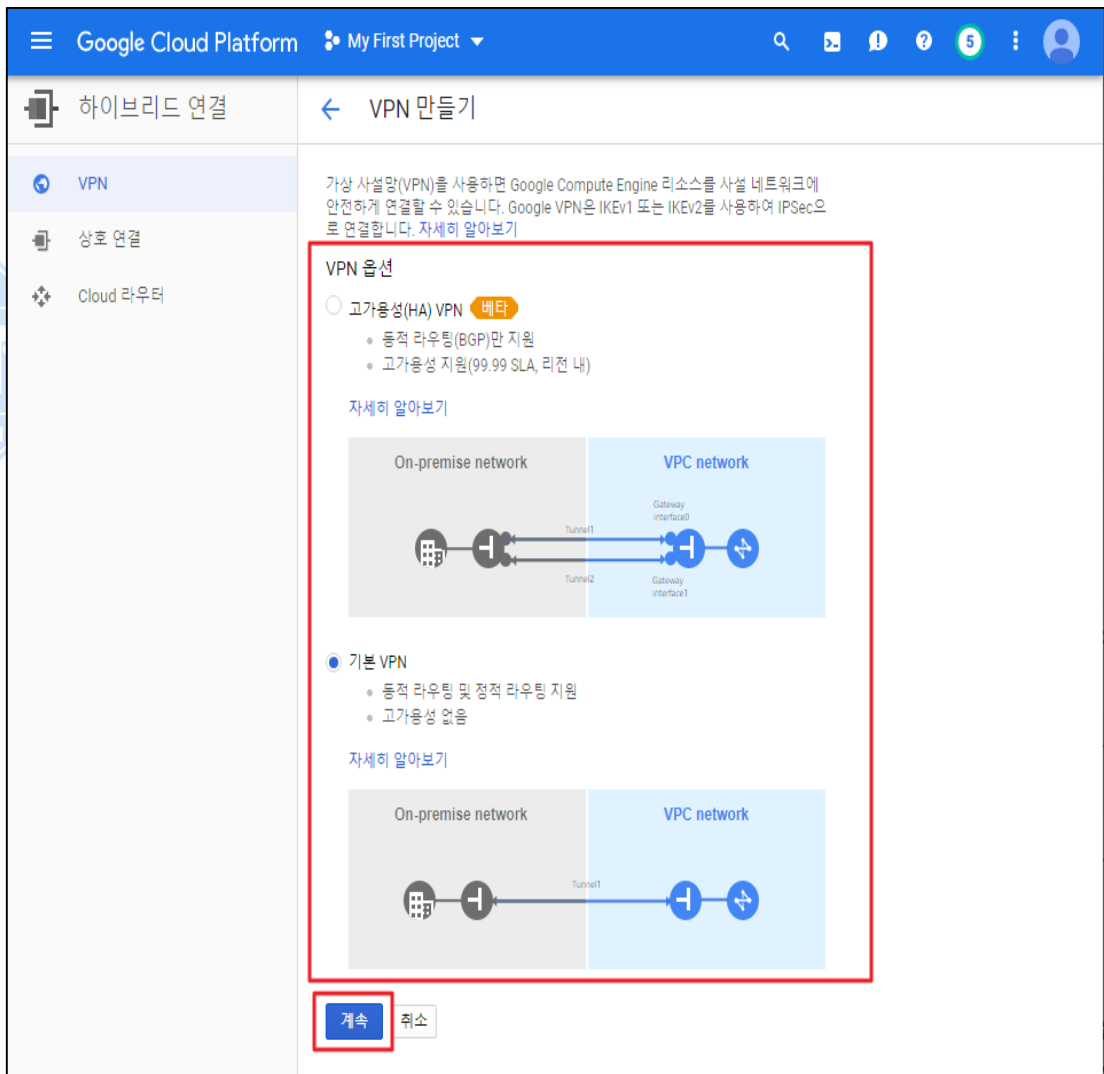 Google Cloud Platform
My First Project
5
하이브리드 연결
VPN 만들기
VPN
상호 연결
Cloud 라우터
가상 사설망(VPN)을 사용하면 Google Compute Engine 리소스를 사설 네트워크에
안전하게 연결할 수 있습니다. Google VPN은 IKEv1 또는 IKEv2를 사용하여 IPSec으
로 연결합니다. 자세히 알아보기
VPN 옵션
고가용성(HA) VPN 베타
동적 라우팅(BGP)만 지원
고가용성 지원(99.99 SLA, 리전 내)
자세히 알아보기
On-premise network
VPC network
Gateway
interface0
Tunnel1
Tunnel2
Gateway
interface1
기본 VPN
동적 라우팅 및 정적 라우팅 지원
고가용성 없음
자세히 알아보기
On-premise network
VPC network
Tunnel1
계속
취소